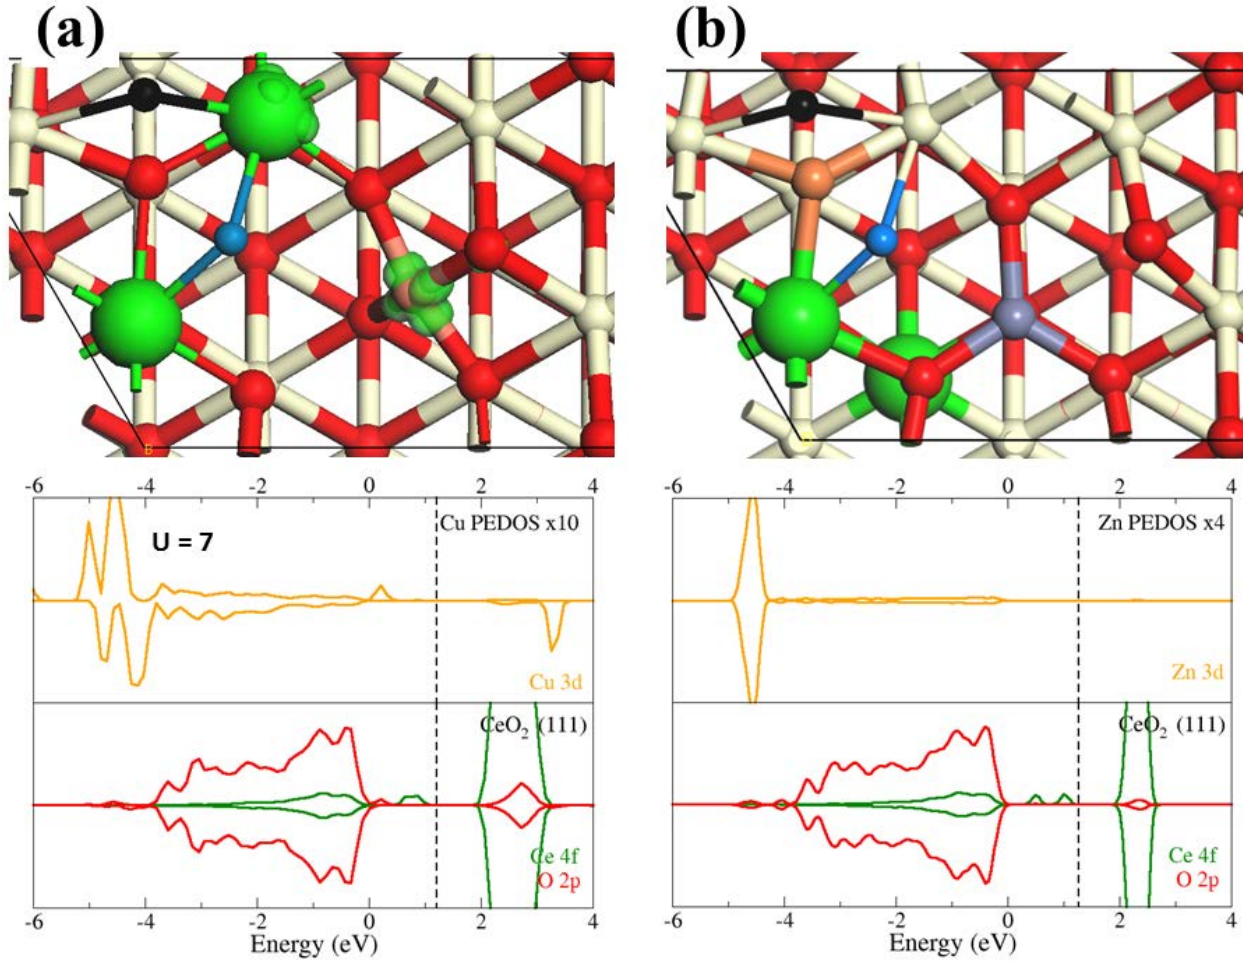 (a) (b)
B
-6 -4 -2 0 2 4 -6 -4 -2 0 2 4
Cu PEDOS x10 Zn PEDOS x4
U = 7
Cu 3d Zn 3d
CeO₂ (111) CeO₂ (111)
Ce 4f Ce 4f
O 2p O 2p
-6 -4 -2 0 2 4 -6 -4 -2 0 2 4
Energy (eV) Energy (eV)